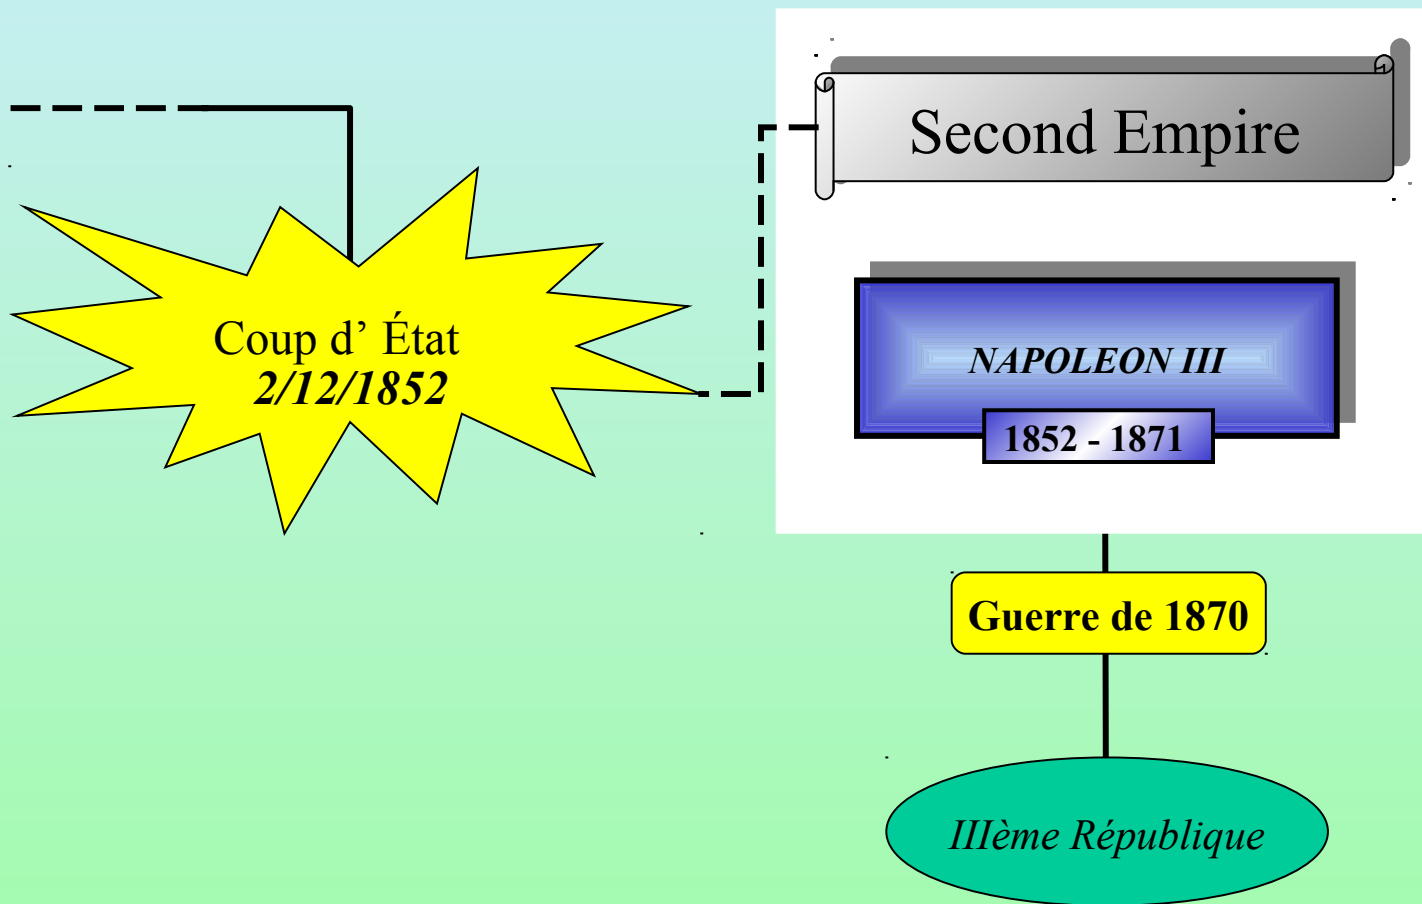 Second Empire
Coup d’ État
2/12/1852
NAPOLEON III
1852 - 1871
Guerre de 1870
IIIème République